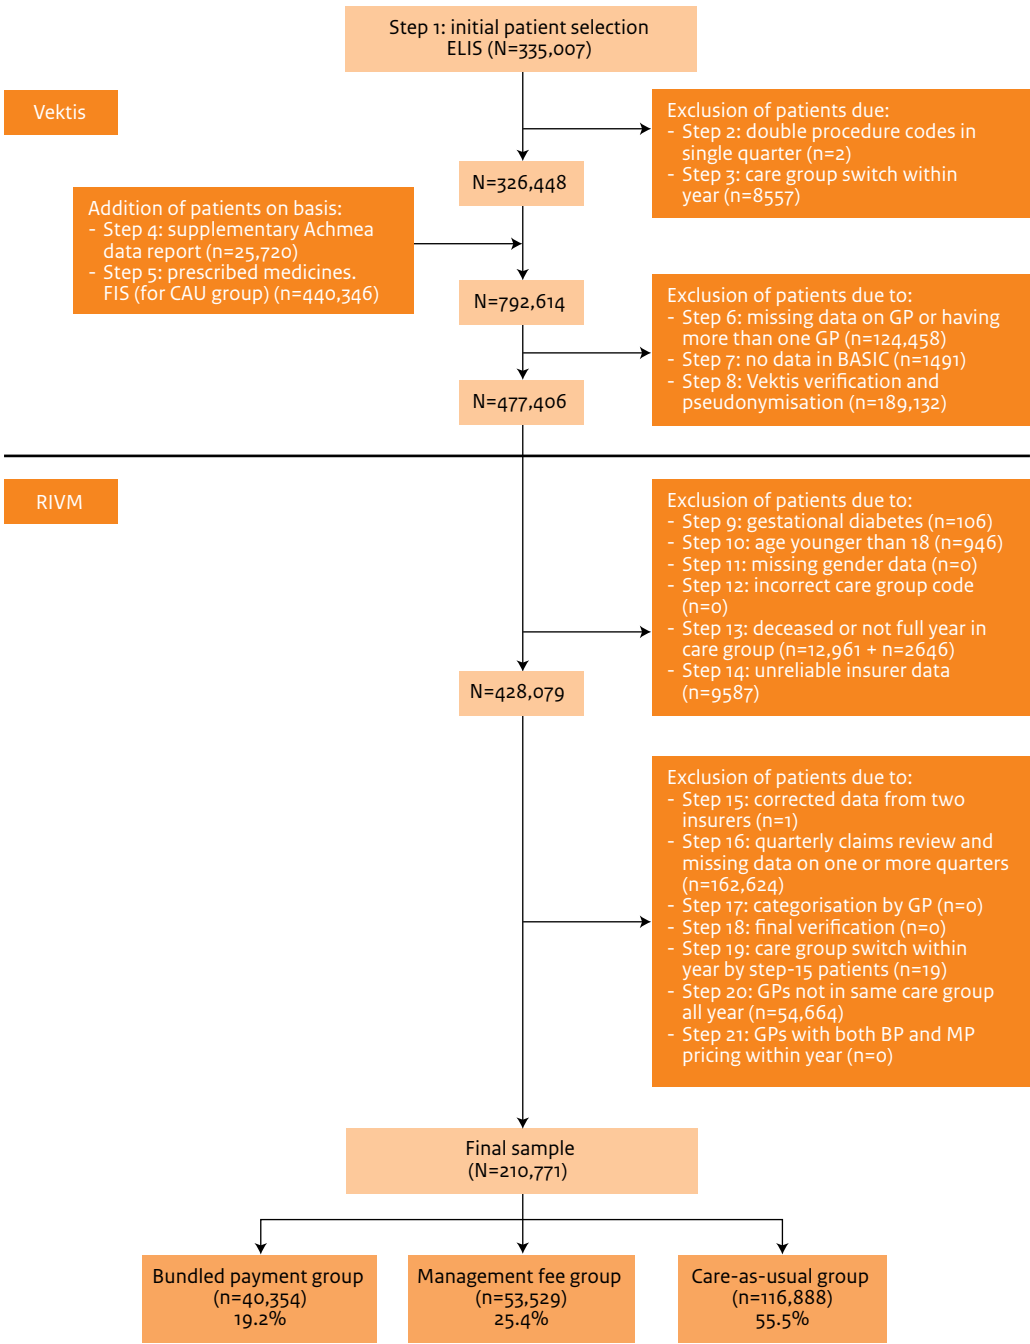 Step 1: initial patient selection
ELIS (N=335,007)
Vektis
Exclusion of patients due:
- Step 2: double procedure codes in
single quarter (n=2)
- Step 3: care group switch within
year (n=8557)
N=326,448
Addition of patients on basis:
- Step 4: supplementary Achmea
data report (n=25,720)
- Step 5: prescribed medicines.
FIS (for CAU group) (n=440,346)
N=792,614
Exclusion of patients due to:
- Step 6: missing data on GP or having
more than one GP (n=124,458)
- Step 7: no data in BASIC (n=1491)
- Step 8: Vektis verification and
pseudonymisation (n=189,132)
N=477,406
RIVM
Exclusion of patients due to:
- Step 9: gestational diabetes (n=106)
- Step 10: age younger than 18 (n=946)
- Step 11: missing gender data (n=0)
- Step 12: incorrect care group code
(n=0)
- Step 13: deceased or not full year in
care group (n=12,961 + n=2646)
- Step 14: unreliable insurer data
(n=9587)
N=428,079
Exclusion of patients due to:
- Step 15: corrected data from two
insurers (n=1)
- Step 16: quarterly claims review and
missing data on one or more quarters
(n=162,624)
- Step 17: categorisation by GP (n=0)
- Step 18: final verification (n=0)
- Step 19: care group switch within
year by step-15 patients (n=19)
- Step 20: GPs not in same care group
all year (n=54,664)
- Step 21: GPs with both BP and MP
pricing within year (n=0)
Final sample
(N=210,771)
Bundled payment group
(n=40,354)
19.2%
Management fee group
(n=53,529)
25.4%
Care-as-usual group
(n=116,888)
55.5%